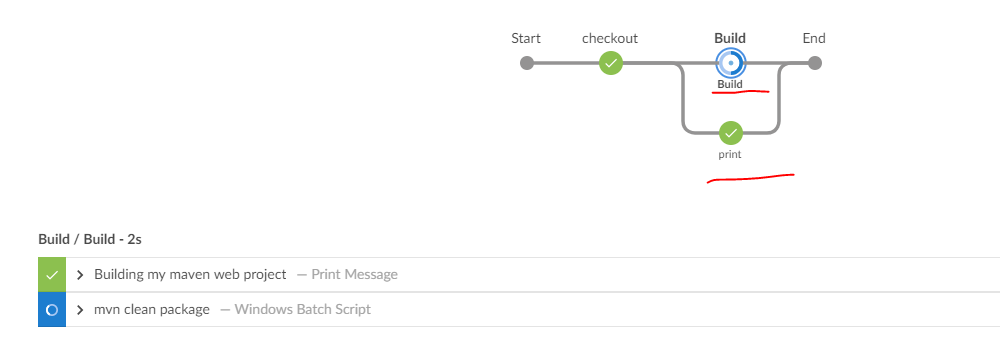 Start checkout Build End
Build
print
Build / Build - 2s
Building my maven web project — Print Message
mvn clean package — Windows Batch Script